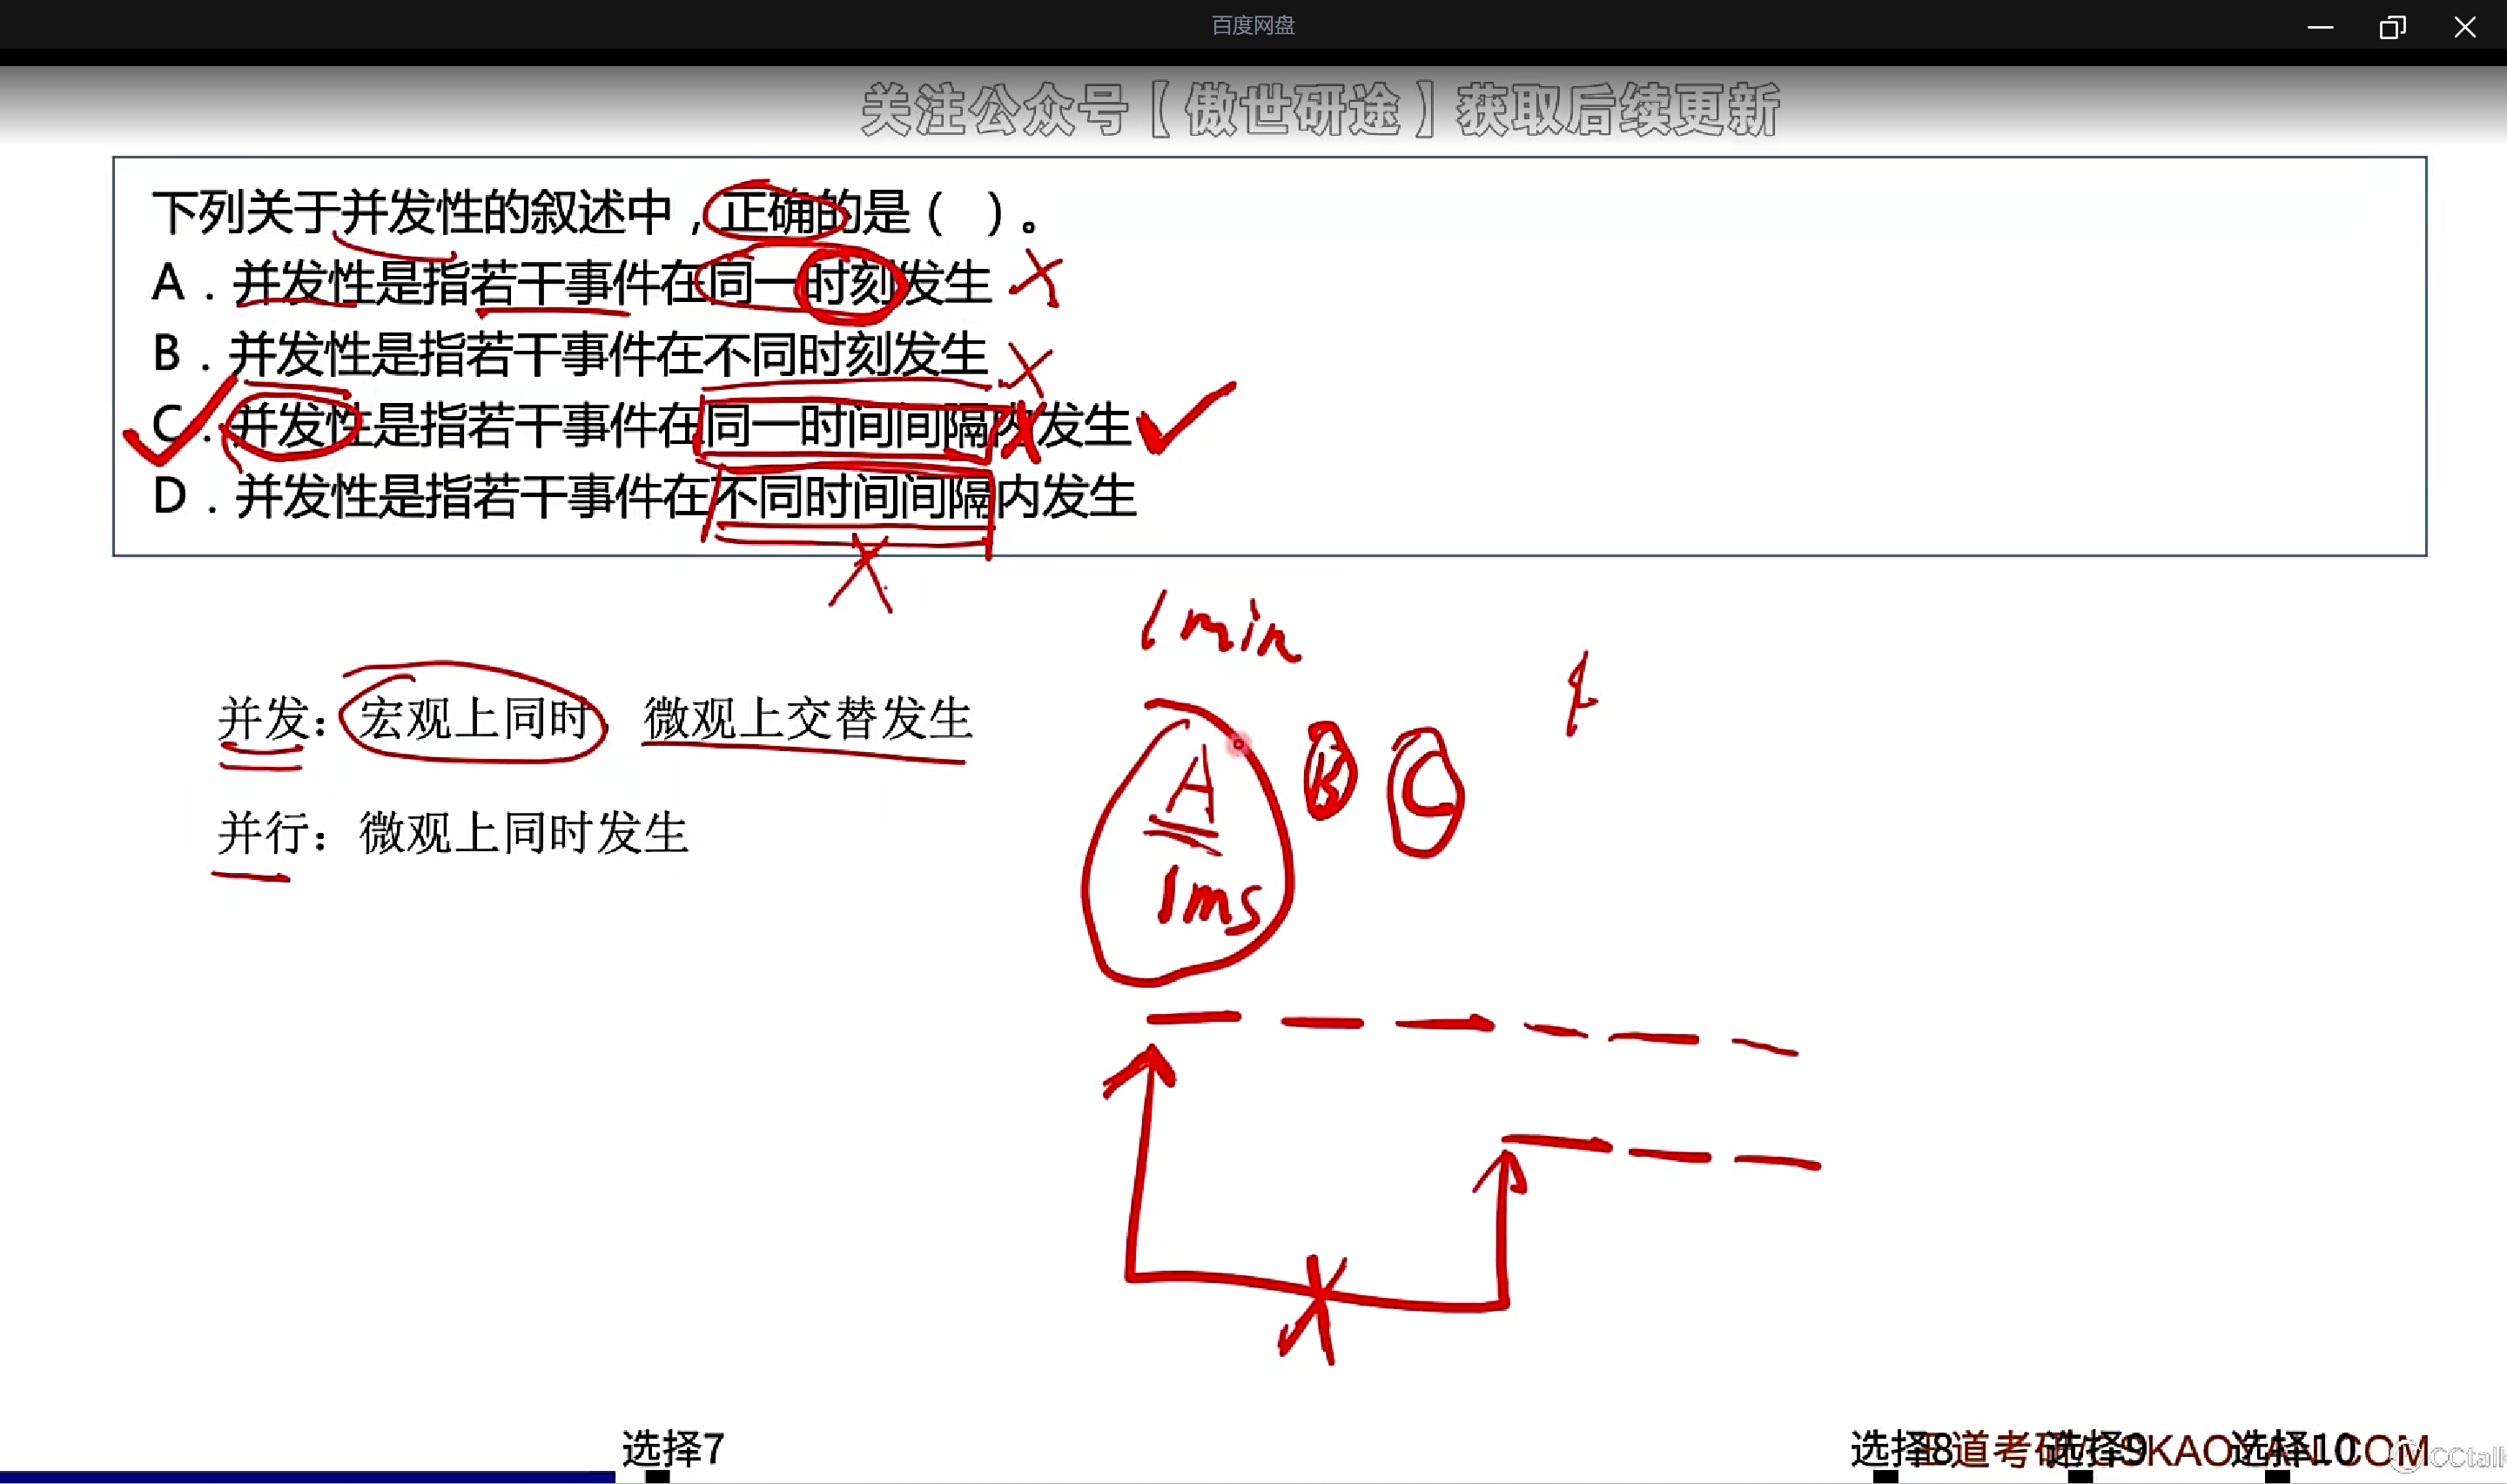 百度网盘
关注公众号【傲世研途】获取后续更新
下列关于并发性的叙述中，正确的是（ ）。
A．并发性是指若干事件在同一时刻发生
B．并发性是指若干事件在不同时刻发生
C．并发性是指若干事件在同一时间间隔内发生
D．并发性是指若干事件在不同时间间隔内发生
1min
并发：宏观上同时 微观上交替发生
A B C
并行：微观上同时发生
1ms
选择7
选择8
选择9
选择10
CCtalk